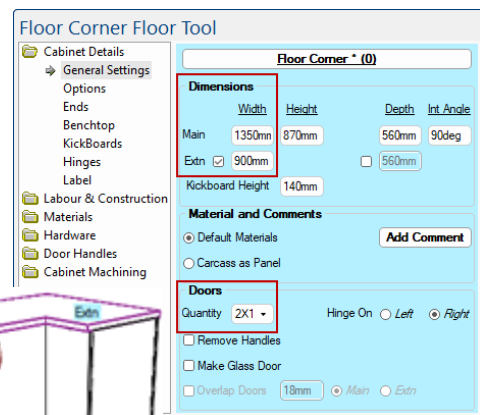 Floor Corner Floor Tool
Cabinet Details
General Settings
Options
Ends
Benchtop
KickBoards
Hinges
Label
Labour & Construction
Materials
Hardware
Door Handles
Cabinet Machining
Extn
Floor Corner * (0)
Dimensions
Width Height Depth Int Angle
Main 1350mm 870mm 560mm 90deg
Extn 900mm 560mm
Kickboard Height 140mm
Material and Comments
Default Materials Add Comment
Carcass as Panel
Doors
Quantity 2X1 Hinge On Left Right
Remove Handles
Make Glass Door
Overlap Doors 18mm Main Extn